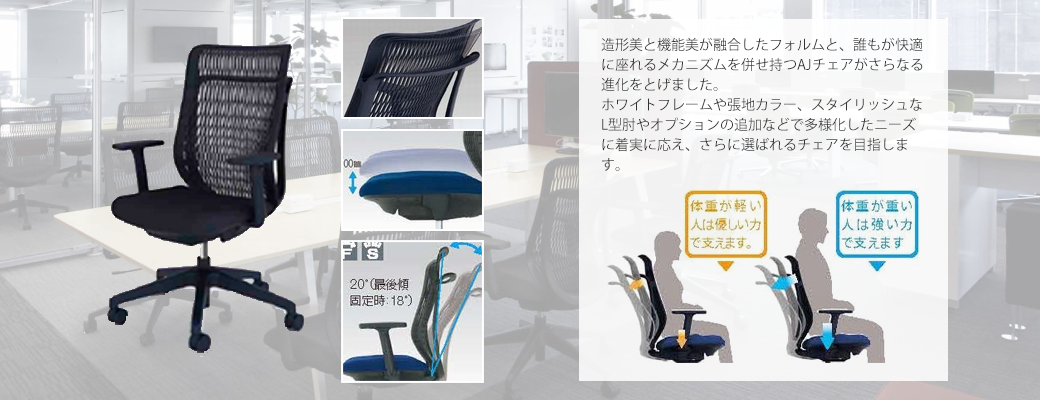 造形美と機能美が融合したフォルムと、誰もが快適
に座れるメカニズムを併せ持つAJチェアがさらなる
進化をとげました。
ホワイトフレームや張地カラー、スタイリッシュな
L型肘やオプションの追加などで多様化したニーズ
に着実に応え、さらに選ばれるチェアを目指しま
す。
00㎜
F S
20°(最後傾
固定時:18°)
体重が軽い
人は優しい力
で支えます。
体重が重い
人は強い力
で支えます